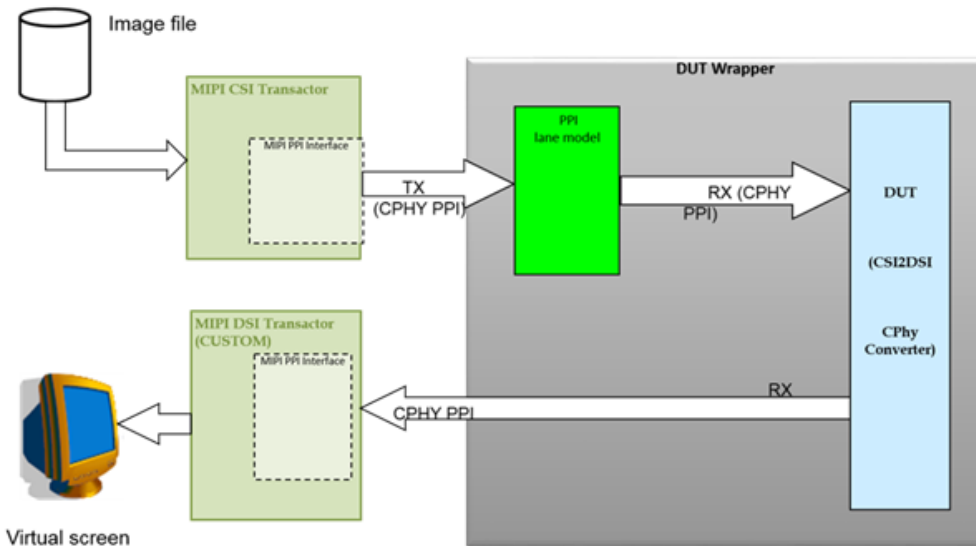 Image file
MIPI CSI Transactor
MIPI PPI Interface
TX
(CPHY PPI)
DUT Wrapper
PPI
lane model
RX (CPHY
PPI)
DUT
(CSI2DSI
CPhy
Converter)
MIPI DSI Transactor
(CUSTOM)
MIPI PPI Interface
CPHY PPI
RX
Virtual screen